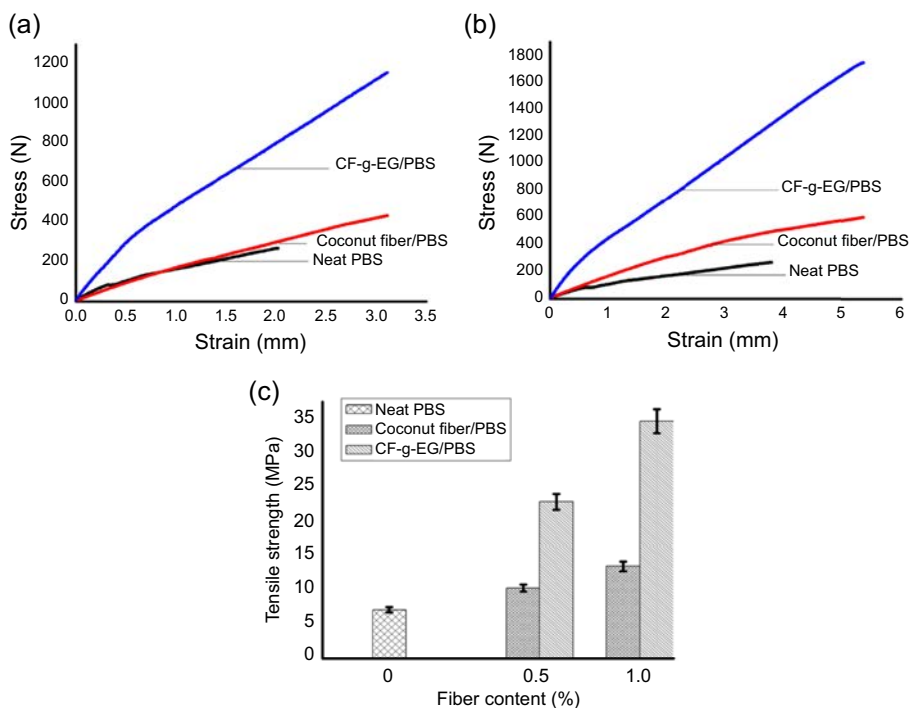 (a)
1200
1000
800
600
400
200
0
Stress (N)
CF-g-EG/PBS
Coconut fiber/PBS
Neat PBS
0.0 0.5 1.0 1.5 2.0 2.5 3.0 3.5
Strain (mm)
(b)
1800
1600
1400
1200
1000
800
600
400
200
0
Stress (N)
CF-g-EG/PBS
Coconut fiber/PBS
Neat PBS
0 1 2 3 4 5 6
Strain (mm)
(c)
35
30
25
20
15
10
5
0
Tensile strength (MPa)
Neat PBS
Coconut fiber/PBS
CF-g-EG/PBS
0 0.5 1.0
Fiber content (%)